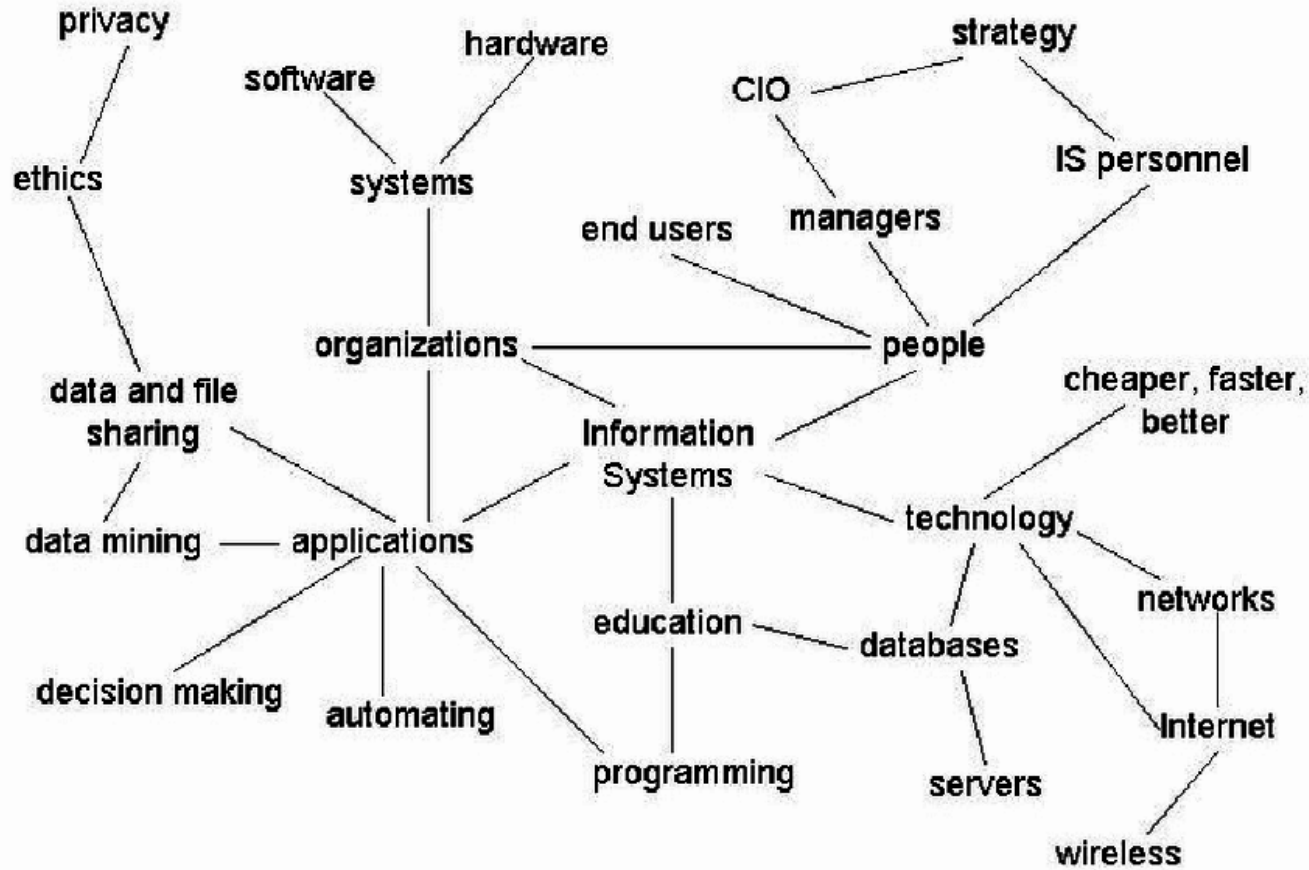 privacy
hardware
strategy
software
CIO
ethics
systems
IS personnel
end users
managers
organizations
people
data and file
sharing
cheaper, faster,
better
Information
Systems
data mining
applications
technology
networks
education
databases
decision making
automating
Internet
programming
servers
wireless